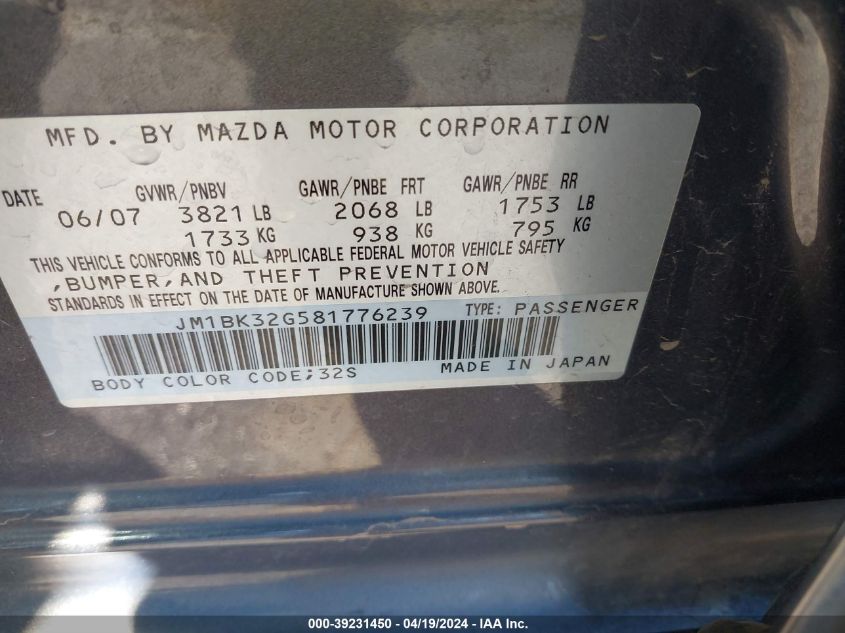 MFD. BY MAZDA MOTOR CORPORATION
DATE GVWR/PNBV GAWR/PNBE FRT GAWR/PNBE RR
06/07 3821 LB 2068 LB 1753 LB
1733 KG 938 KG 795 KG
THIS VEHICLE CONFORMS TO ALL APPLICABLE FEDERAL MOTOR VEHICLE SAFETY
,BUMPER,AND THEFT PREVENTION
STANDARDS IN EFFECT ON THE DATE OF MANUFACTURE SHOWN ABOVE.
JM1BK32G581776239 TYPE: PASSENGER
BODY COLOR CODE;32S MADE IN JAPAN
000-39231450 - 04/19/2024 - IAA Inc.